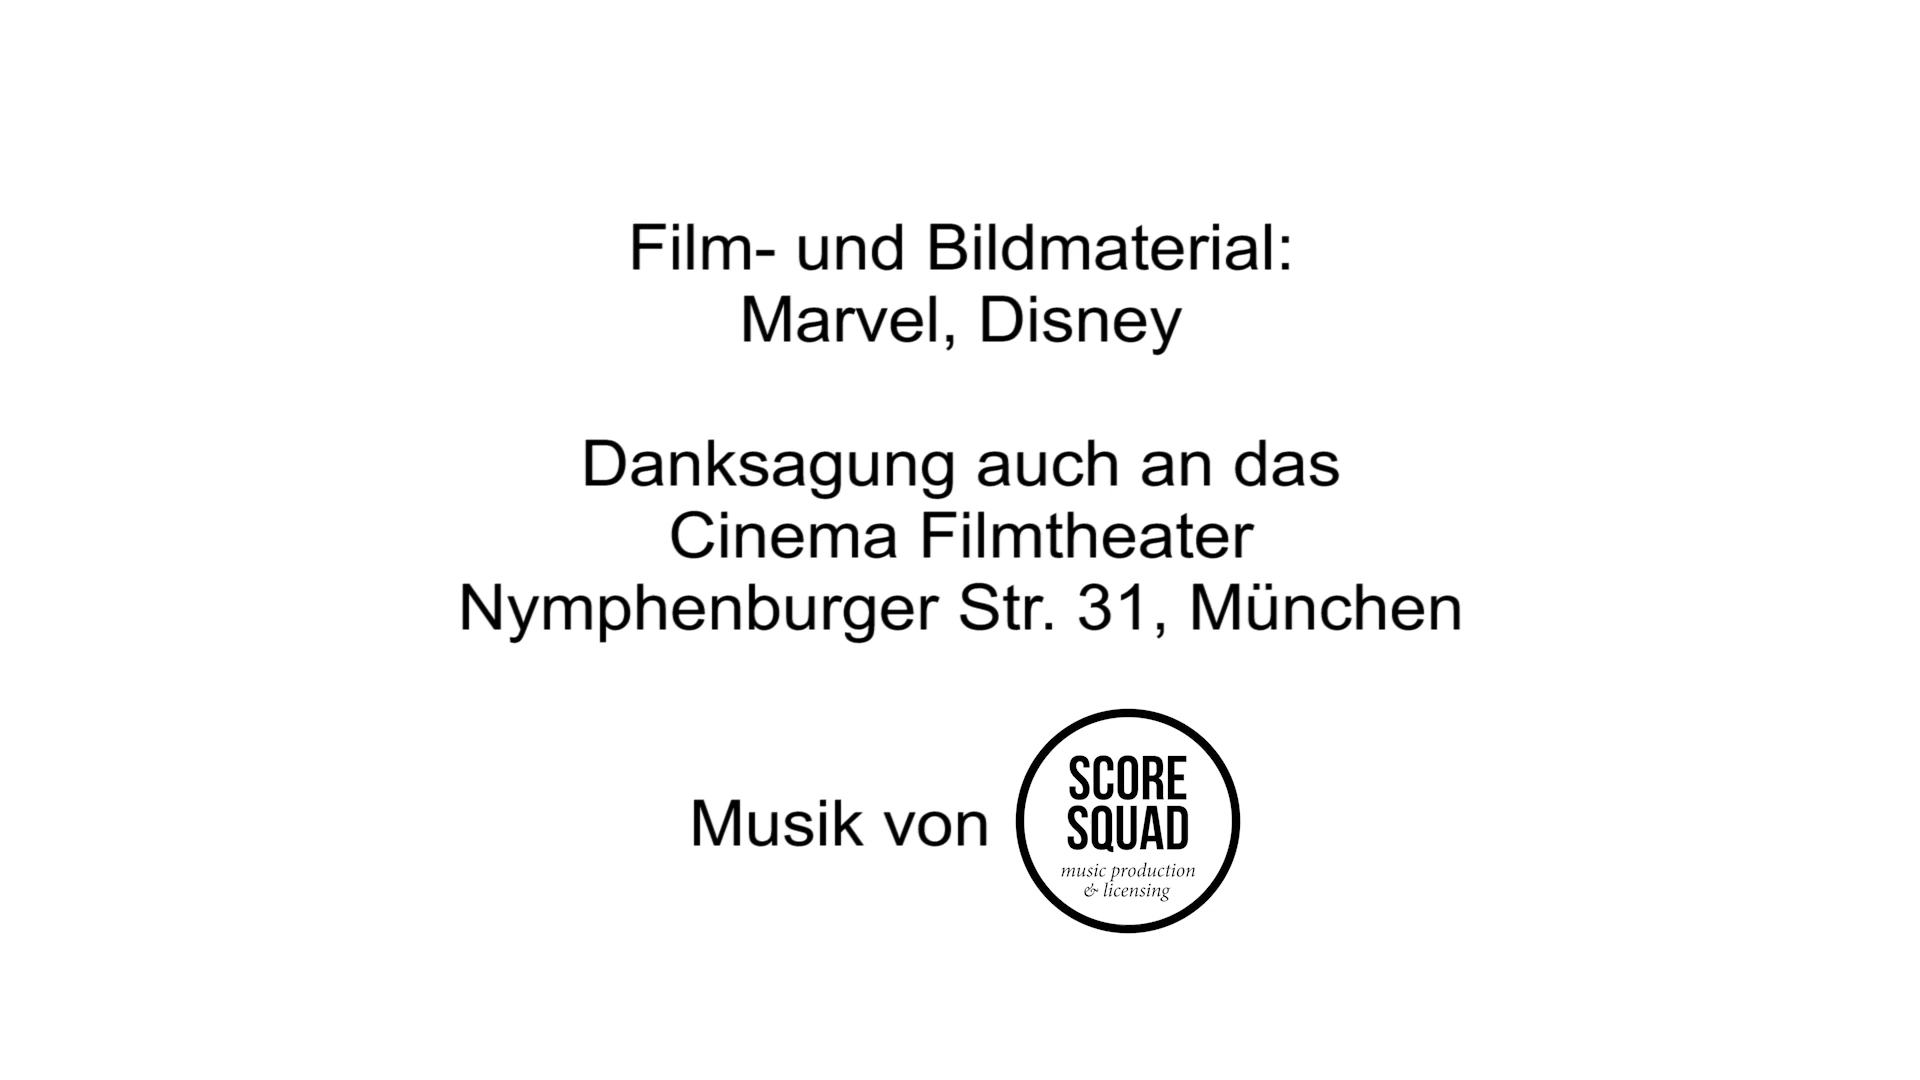 Film- und Bildmaterial:
Marvel, Disney
Danksagung auch an das
Cinema Filmtheater
Nymphenburger Str. 31, München
Musik von
SCORE
SQUAD
music production
& licensing